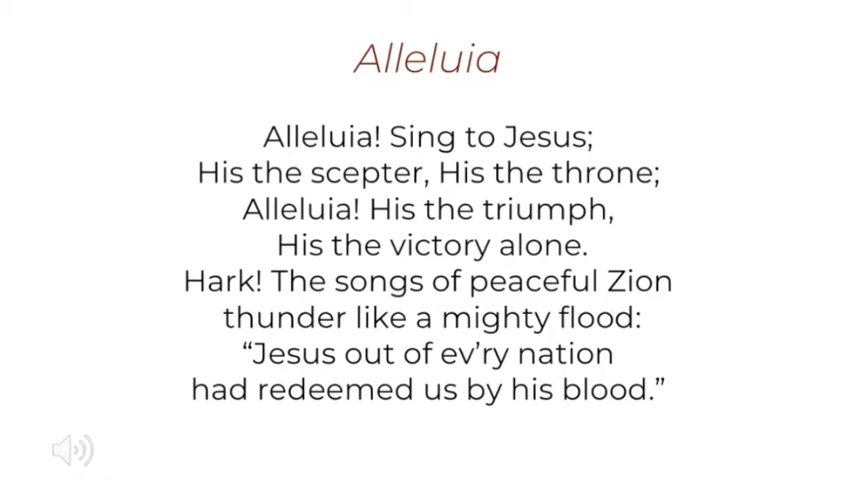 Alleluia
Alleluia! Sing to Jesus;
His the scepter, His the throne;
Alleluia! His the triumph,
His the victory alone.
Hark! The songs of peaceful Zion
thunder like a mighty flood:
“Jesus out of ev’ry nation
had redeemed us by his blood.”